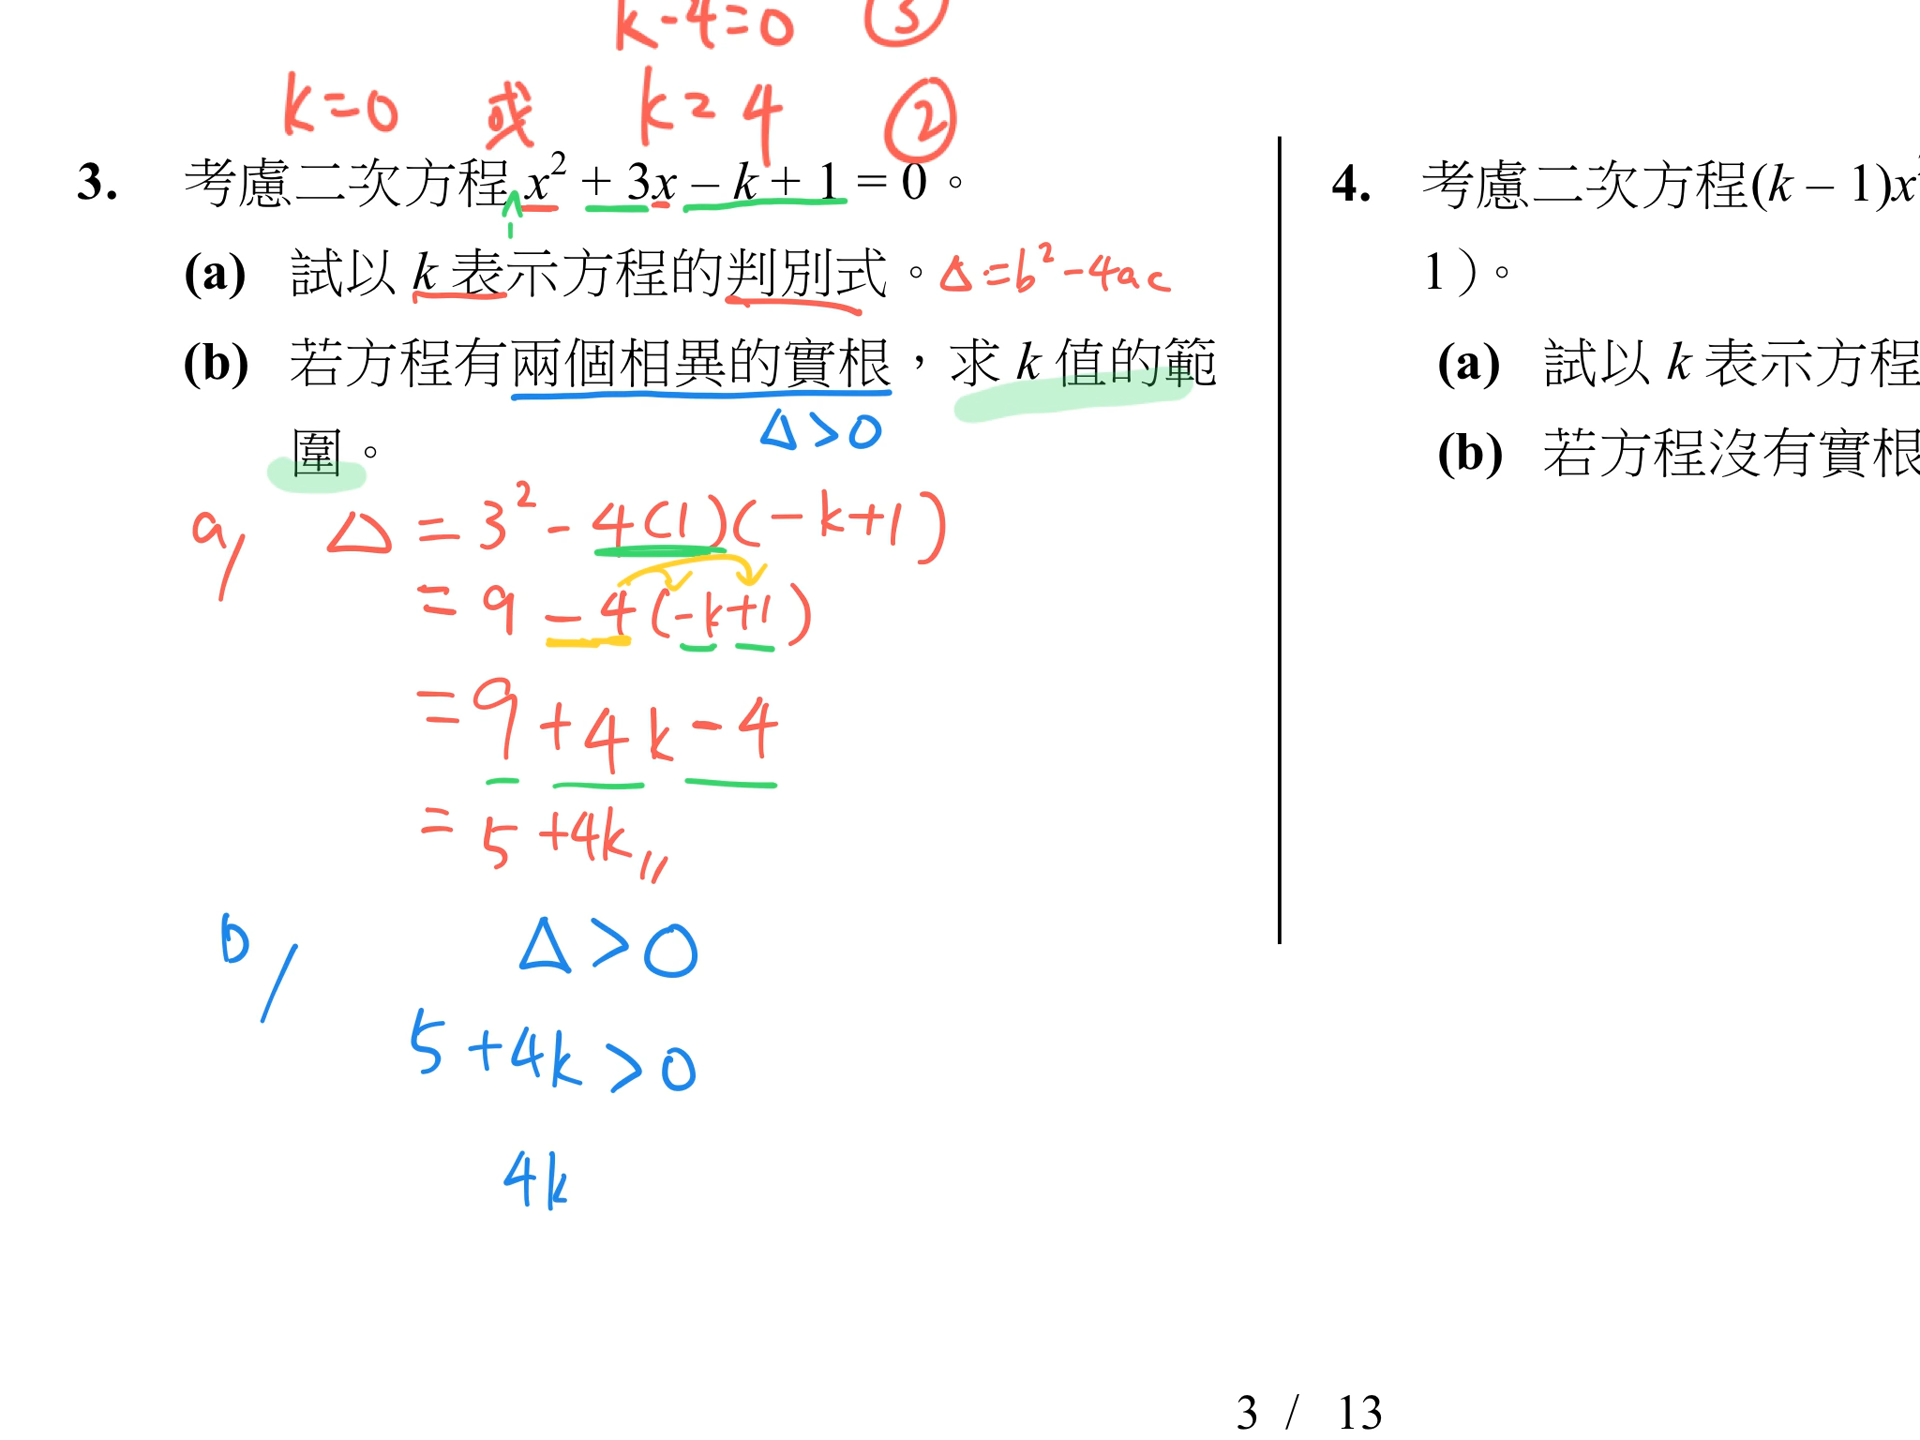 k-4=0 ③
k=0 或 k=4 ②
3. 考慮二次方程 x² + 3x – k + 1 = 0。
(a) 試以 k 表示方程的判別式。Δ=b²-4ac
(b) 若方程有兩個相異的實根，求 k 值的範
Δ>0
圍。
a/ Δ = 3² - 4(1)(-k+1)
= 9 - 4(-k+1)
= 9 + 4k - 4
= 5 + 4k //
b/ Δ > 0
5 + 4k > 0
4k
4. 考慮二次方程(k – 1)x²
1)。
(a) 試以 k 表示方程
(b) 若方程沒有實根
3 / 13